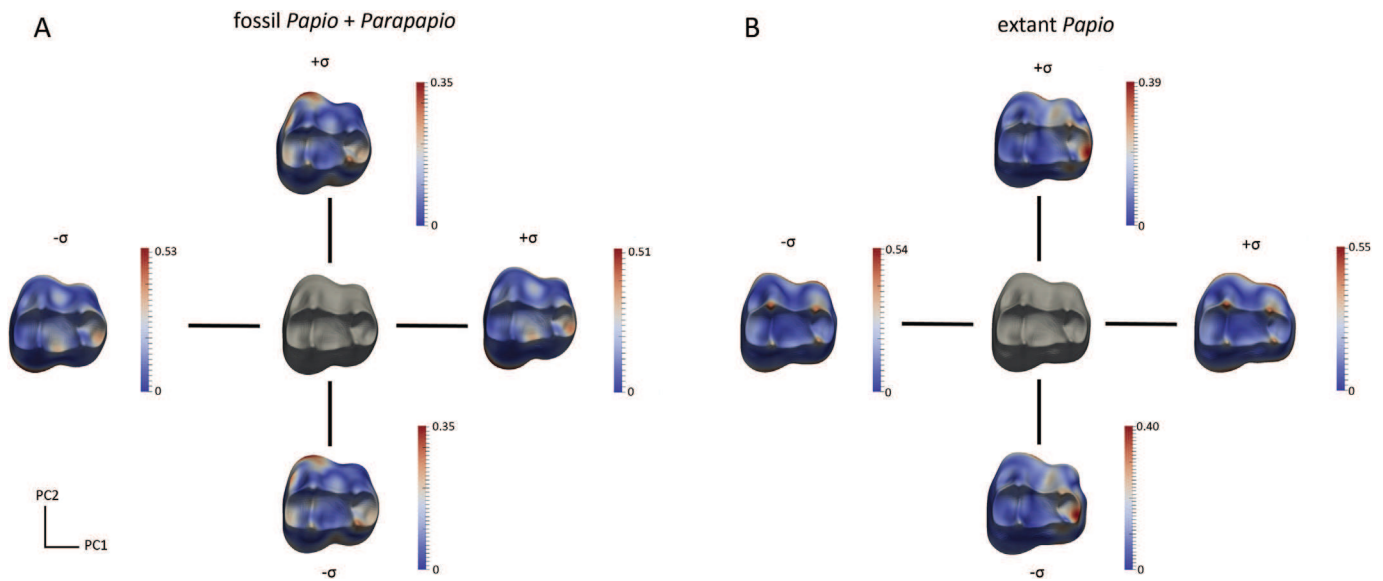 A
fossil Papio + Parapapio
+σ
0.35
0
-σ
0.53
0
+σ
0.51
0
0.35
0
-σ
PC2
PC1
B
extant Papio
+σ
0.39
0
-σ
0.54
0
+σ
0.55
0
0.40
0
-σ